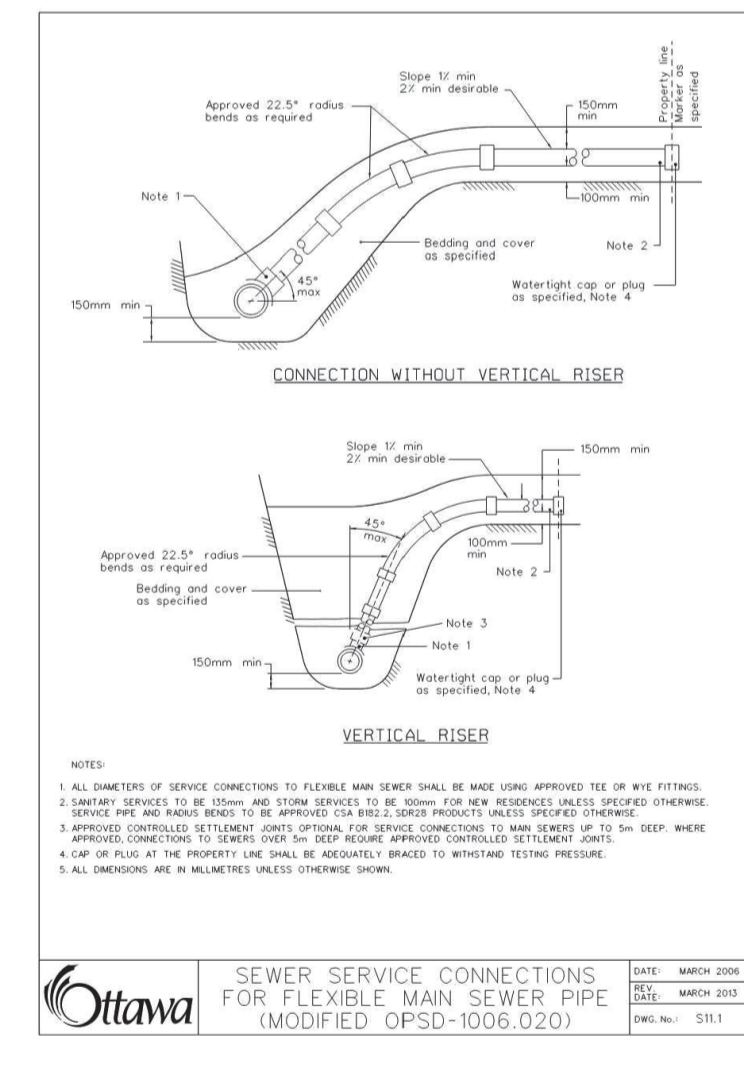 Property line
Marker as
specified
Slope 1% min
2% min desirable
Approved 22.5° radius
bends as required
150mm
min
Note 1
100mm min
Bedding and cover
as specified
Note 2
45°
max
Watertight cap or plug
as specified, Note 4
150mm min
CONNECTION WITHOUT VERTICAL RISER
Slope 1% min
2% min desirable
150mm min
45°
max
Approved 22.5° radius
bends as required
100mm
min
Note 2
Bedding and cover
as specified
Note 3
Note 1
150mm min
Watertight cap or plug
as specified, Note 4
VERTICAL RISER
NOTES:
1. ALL DIAMETERS OF SERVICE CONNECTIONS TO FLEXIBLE MAIN SEWER SHALL BE MADE USING APPROVED TEE OR WYE FITTINGS.
2. SANITARY SERVICES TO BE 135mm AND STORM SERVICES TO BE 100mm FOR NEW RESIDENCES UNLESS SPECIFIED OTHERWISE.
SERVICE PIPE AND RADIUS BENDS TO BE APPROVED CSA B182.2, SDR28 PRODUCTS UNLESS SPECIFIED OTHERWISE.
3. APPROVED CONTROLLED SETTLEMENT JOINTS OPTIONAL FOR SERVICE CONNECTIONS TO MAIN SEWERS UP TO 5m DEEP. WHERE
APPROVED, CONNECTIONS TO SEWERS OVER 5m DEEP REQUIRE APPROVED CONTROLLED SETTLEMENT JOINTS.
4. CAP OR PLUG AT THE PROPERTY LINE SHALL BE ADEQUATELY BRACED TO WITHSTAND TESTING PRESSURE.
5. ALL DIMENSIONS ARE IN MILLIMETRES UNLESS OTHERWISE SHOWN.
Ottawa
SEWER SERVICE CONNECTIONS
FOR FLEXIBLE MAIN SEWER PIPE
(MODIFIED OPSD-1006.020)
DATE: MARCH 2006
REV.
DATE: MARCH 2013
DWG. No.: S11.1